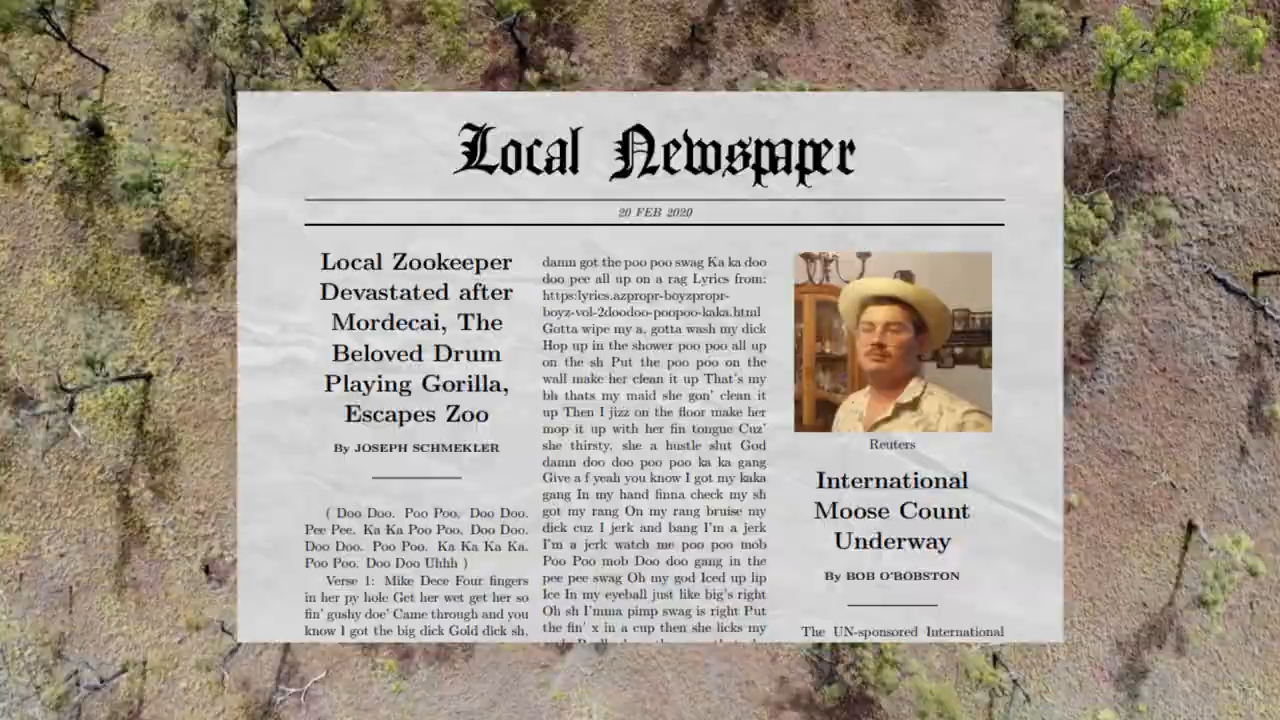 Local Newspaper
20 FEB 2020
Local Zookeeper
Devastated after
Mordecai, The
Beloved Drum
Playing Gorilla,
Escapes Zoo
By JOSEPH SCHMEKLER
( Doo Doo. Poo Poo. Doo Doo.
Pee Pee. Ka Ka Poo Poo. Doo Doo.
Doo Doo. Poo Poo. Ka Ka Ka Ka.
Poo Poo. Doo Doo Uhhh )
Verse 1: Mike Dece Four fingers
in her py hole Get her wet get her so
fin' gushy doe' Came through and you
know I got the big dick Gold dick sh,
damn got the poo poo swag Ka ka doo
doo pee all up on a rag Lyrics from:
https:lyrics.azpropr-boyzpropr-
boyz-vol-2doodoo-poopoo-kaka.html
Gotta wipe my a, gotta wash my dick
Hop up in the shower poo poo all up
on the sh Put the poo poo on the
wall make her clean it up That's my
bh thats my maid she gon' clean it
up Then I jizz on the floor make her
mop it up with her fin tongue Cuz'
she thirsty, she a hustle slut God
damn doo doo poo poo ka ka gang
Give a f yeah you know I got my kaka
gang In my hand finna check my sh
got my rang On my rang bruise my
dick cuz I jerk and bang I'm a jerk
I'm a jerk watch me poo poo mob
Poo Poo mob Doo doo gang in the
pee pee swag Oh my god Iced up lip
Ice In my eyeball just like big's right
Oh sh I'mma pimp swag is right Put
the fin' x in a cup then she licks my
Reuters
International
Moose Count
Underway
By BOB O'BOBSTON
The UN-sponsored International